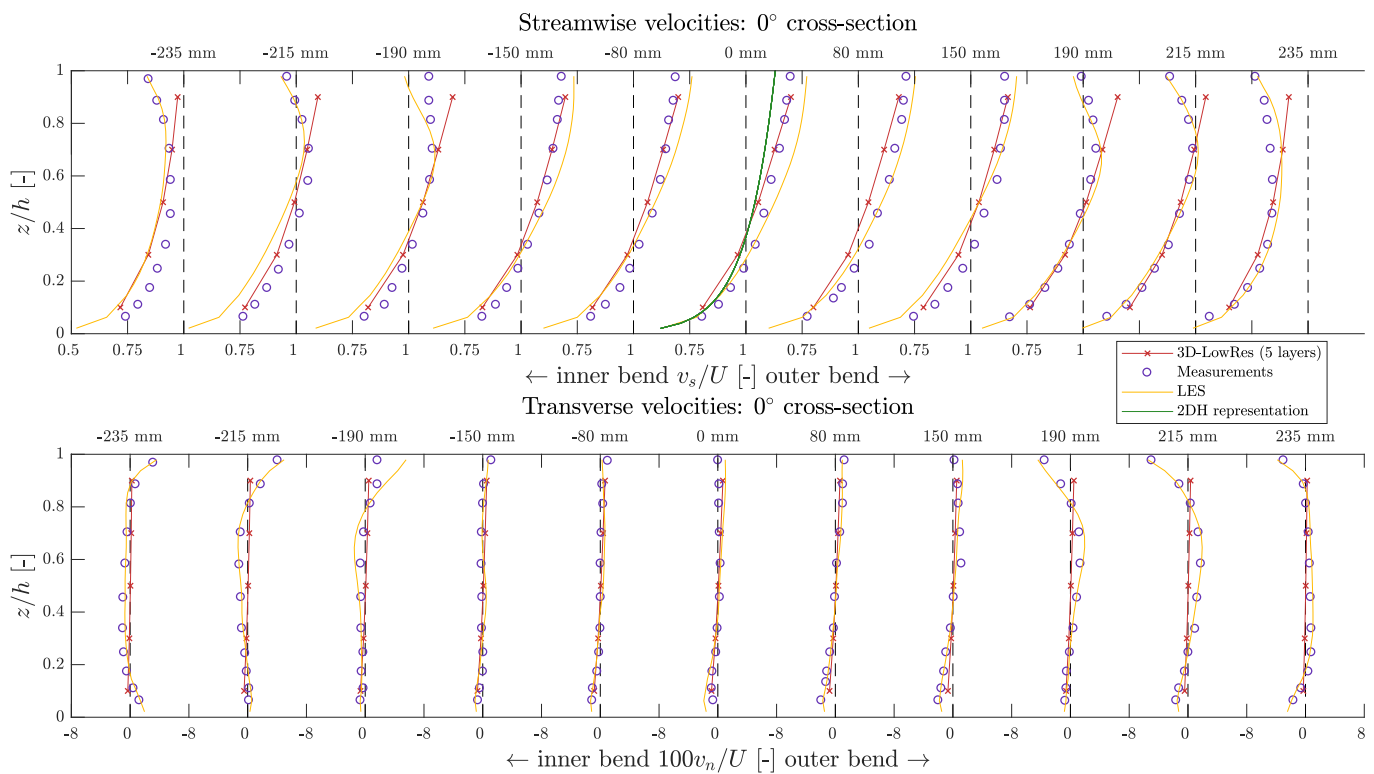 Streamwise velocities: 0° cross-section
-235 mm -215 mm -190 mm -150 mm -80 mm 0 mm 80 mm 150 mm 190 mm 215 mm 235 mm
1
0.8
0.6
0.4
0.2
0
z/h [-]
0.5 0.75 1 0.75 1 0.75 1 0.75 1 0.75 1 0.75 1 0.75 1 0.75 1 0.75 1
← inner bend v_s/U [-] outer bend →
3D-LowRes (5 layers)
Measurements
LES
2DH representation
Transverse velocities: 0° cross-section
-235 mm -215 mm -190 mm -150 mm -80 mm 0 mm 80 mm 150 mm 190 mm 215 mm 235 mm
1
0.8
0.6
0.4
0.2
0
z/h [-]
-8 0 -8 0 -8 0 -8 0 -8 0 -8 0 -8 0 -8 0 -8 0 -8 0 -8 0 8
← inner bend 100v_n/U [-] outer bend →